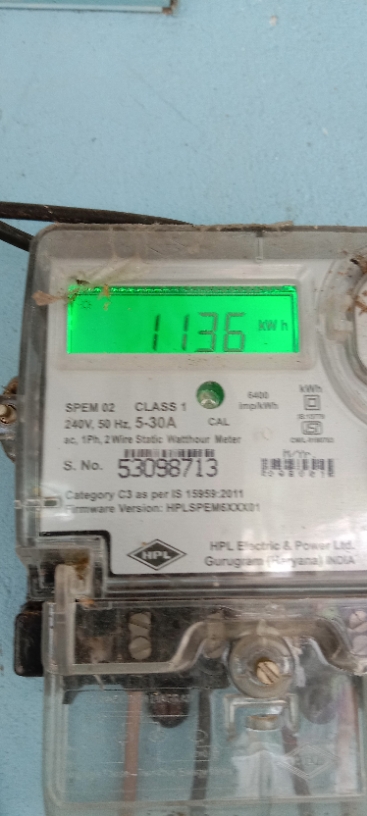 1136 kWh
SPEM 02 CLASS 1
6400 imp/kWh
kWh
240V, 50 Hz, 5-30A CAL
ac, 1Ph, 2 Wire Static Watthour Meter
S. No. 53098713
M/Yr.
Category C3 as per IS 15959:2011
Firmware Version: HPLSPEM6XXX01
HPL
HPL Electric & Power Ltd.
Gurugram (Haryana) INDIA